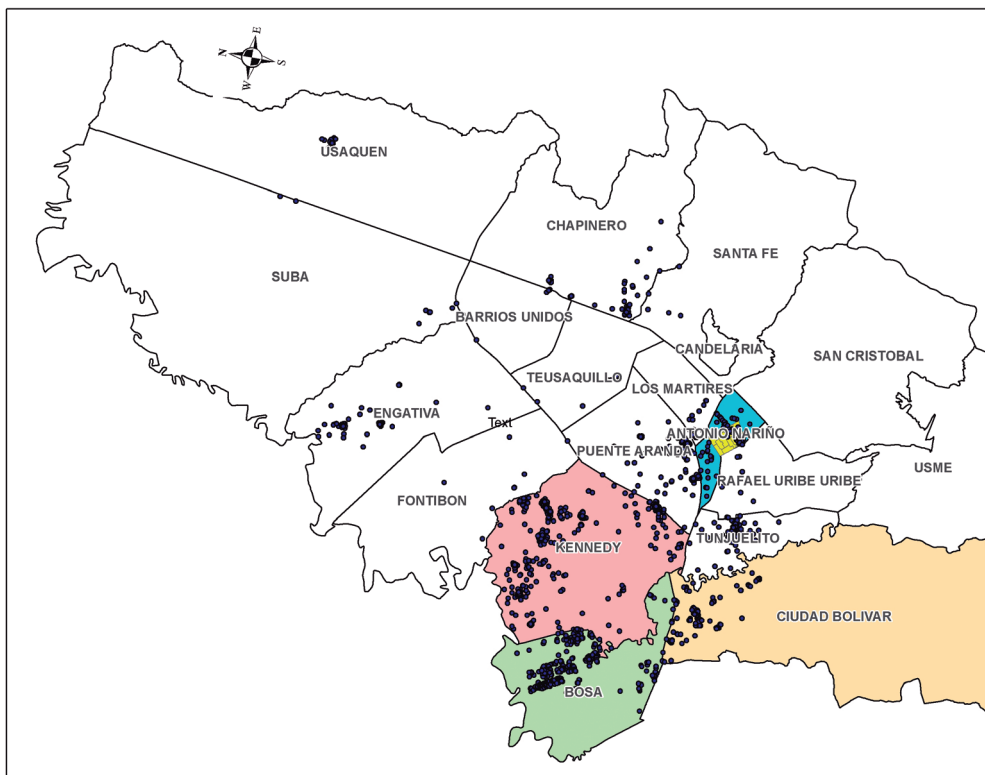 E
N
S
W
USAQUEN
CHAPINERO
SANTA FE
SUBA
BARRIOS UNIDOS
CANDELARIA
SAN CRISTOBAL
TEUSAQUILLO
LOS MARTIRES
ENGATIVA
Text
ANTONIO NARIÑO
PUENTE ARANDA
USME
RAFAEL URIBE URIBE
FONTIBON
TUNJUELITO
KENNEDY
CIUDAD BOLIVAR
BOSA